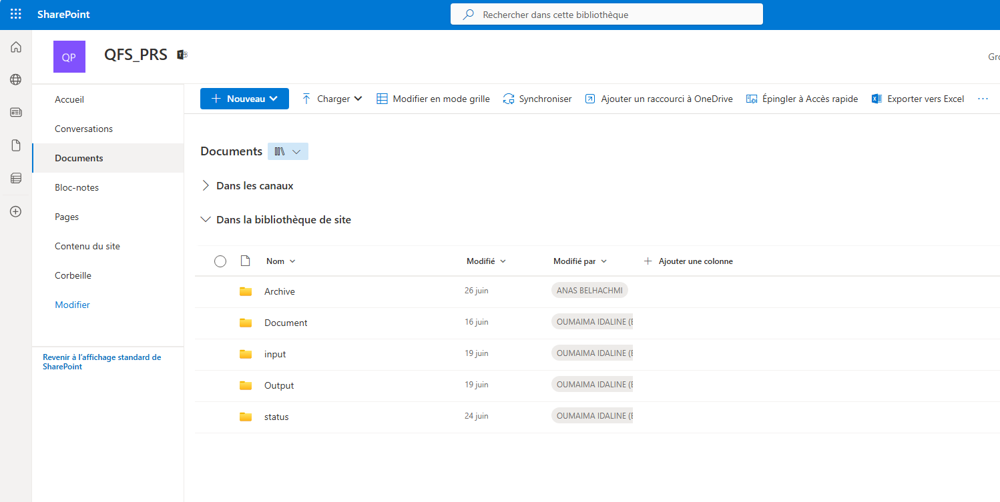 SharePoint
Rechercher dans cette bibliothèque
QP
QFS_PRS
Accueil
Conversations
Documents
Bloc-notes
Pages
Contenu du site
Corbeille
Modifier
Revenir à l'affichage standard de
SharePoint
Nouveau
Charger
Modifier en mode grille
Synchroniser
Ajouter un raccourci à OneDrive
Épingler à Accès rapide
Exporter vers Excel
Documents
Dans les canaux
Dans la bibliothèque de site
Nom Modifié Modifié par Ajouter une colonne
Archive 26 juin ANAS BELHACHMI
Document 16 juin OUMAIMA IDALINE (
input 19 juin OUMAIMA IDALINE (
Output 19 juin OUMAIMA IDALINE (
status 24 juin OUMAIMA IDALINE (